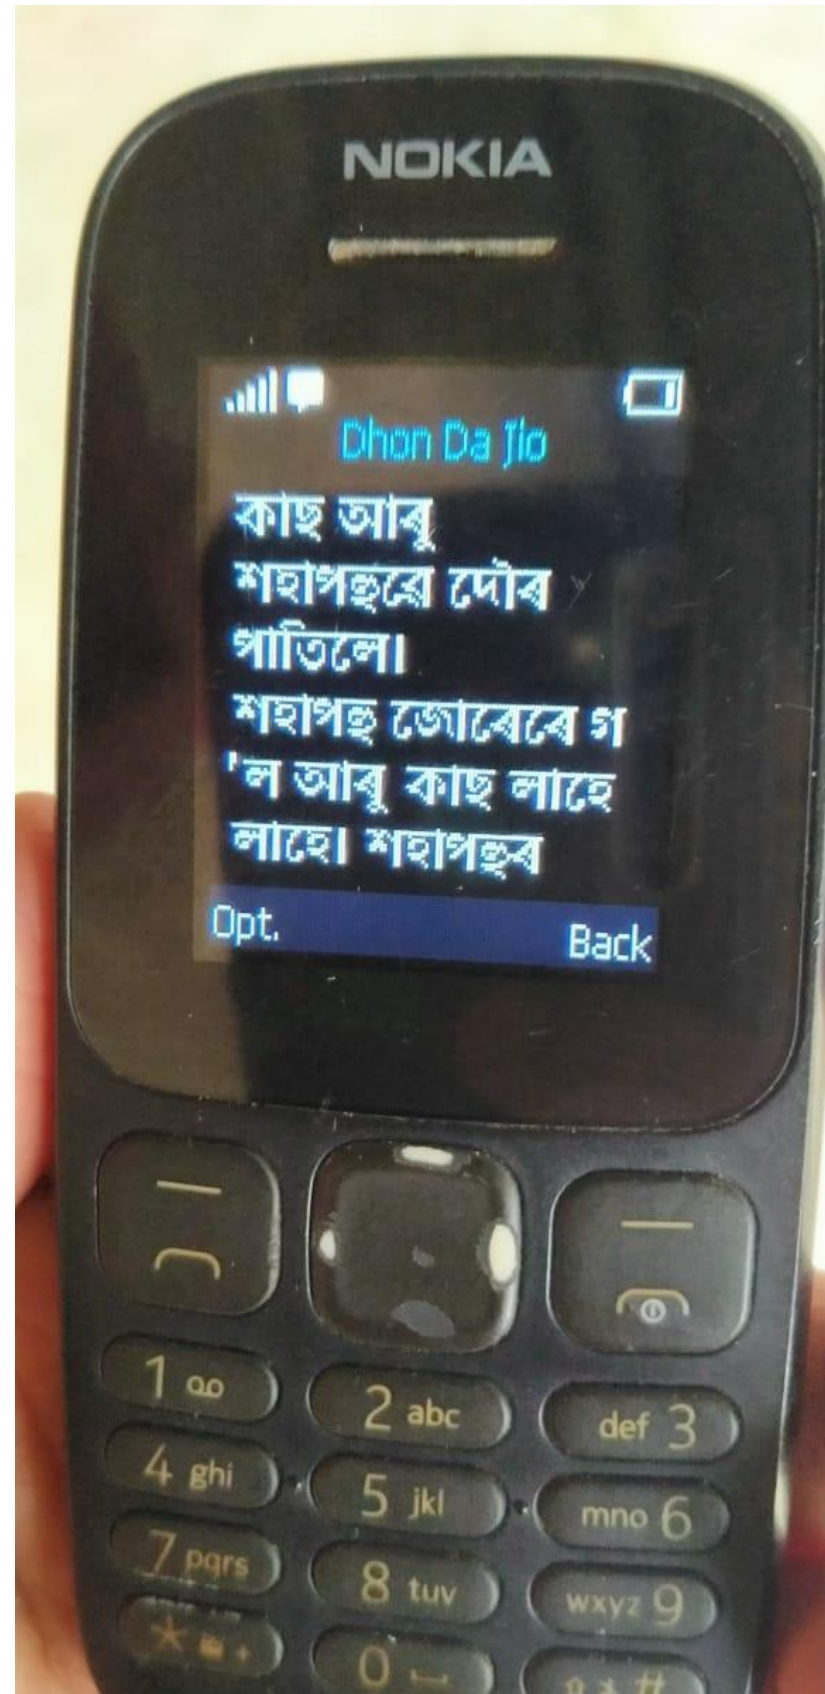 NOKIA
Dhon Da Jio
কাছ আৰু
শহাপহুৱে দৌৰ
পাতিলে।
শহাপহু জোৰেৰে গ
'ল আৰু কাছ লাহে
লাহে। শহাপহুৰ
Opt. Back
1
2 abc
def 3
4 ghi
5 jkl
mno 6
7 pqrs
8 tuv
wxyz 9
* +
0
#